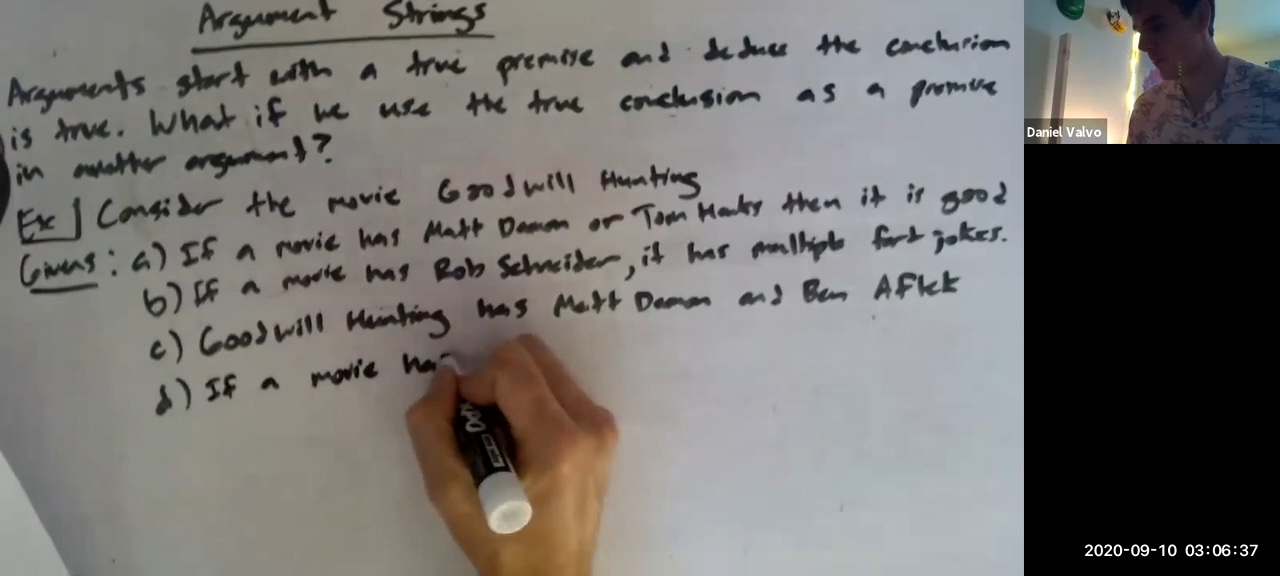 Argument Strings
Arguments start with a true premise and deduce the conclusion
is true. What if we use the true conclusion as a premise
in another argument?
Ex] Consider the movie Goodwill Hunting
Givens: a) If a movie has Matt Damon or Tom Hanks then it is good
b) If a movie has Rob Schneider, it has multiple fart jokes.
c) Goodwill Hunting has Matt Damon and Ben Aflek
d) If a movie has
Daniel Valvo
2020-09-10 03:06:37